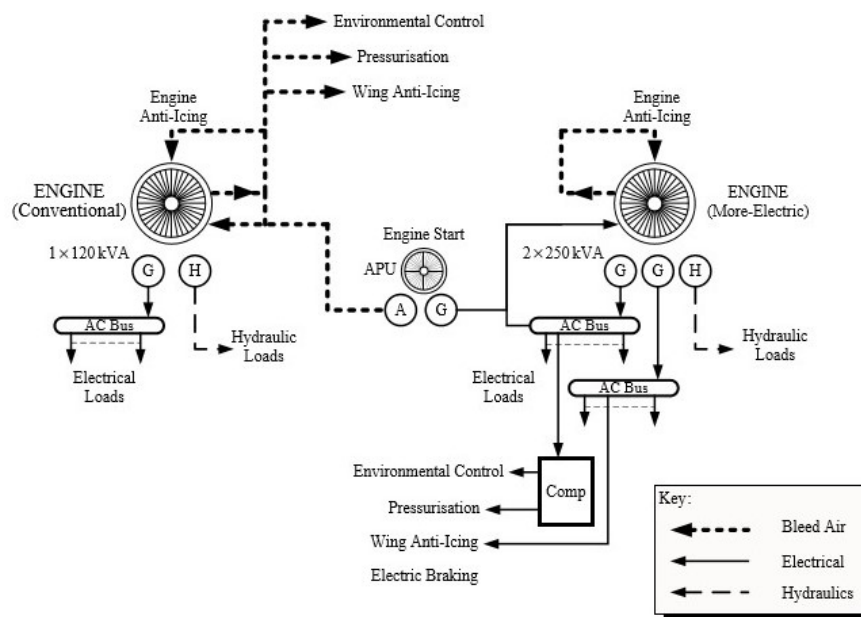 Environmental Control
Pressurisation
Wing Anti-Icing
Engine
Anti-Icing
ENGINE
(Conventional)
1 × 120 kVA
G
H
AC Bus
Electrical
Loads
Hydraulic
Loads
Engine Start
APU
A
G
Engine
Anti-Icing
ENGINE
(More-Electric)
2 × 250 kVA
G
G
H
AC Bus
Electrical
Loads
Hydraulic
Loads
AC Bus
Environmental Control
Pressurisation
Comp
Wing Anti-Icing
Electric Braking
Key:
Bleed Air
Electrical
Hydraulics